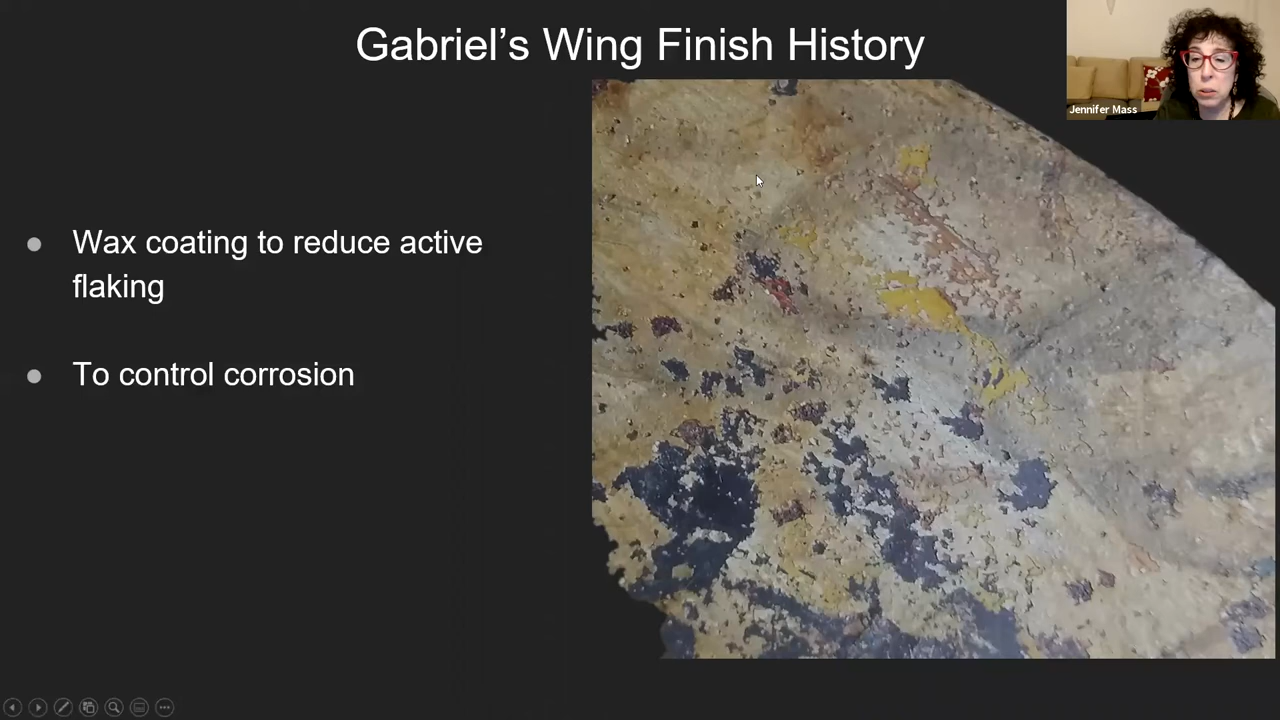 Gabriel’s Wing Finish History
Jennifer Mass
● Wax coating to reduce active
flaking
● To control corrosion